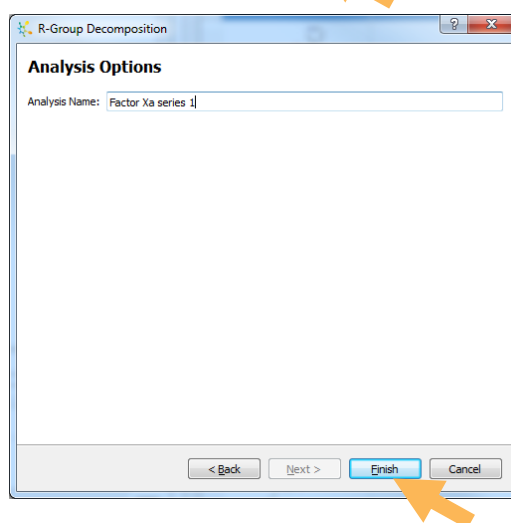 R-Group Decomposition
Analysis Options
Analysis Name: Factor Xa series 1
< Back Next > Finish Cancel